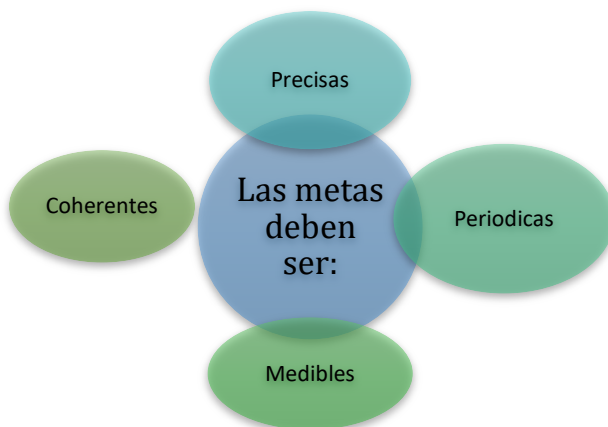 Precisas
Coherentes
Las metas
deben
ser:
Periodicas
Medibles